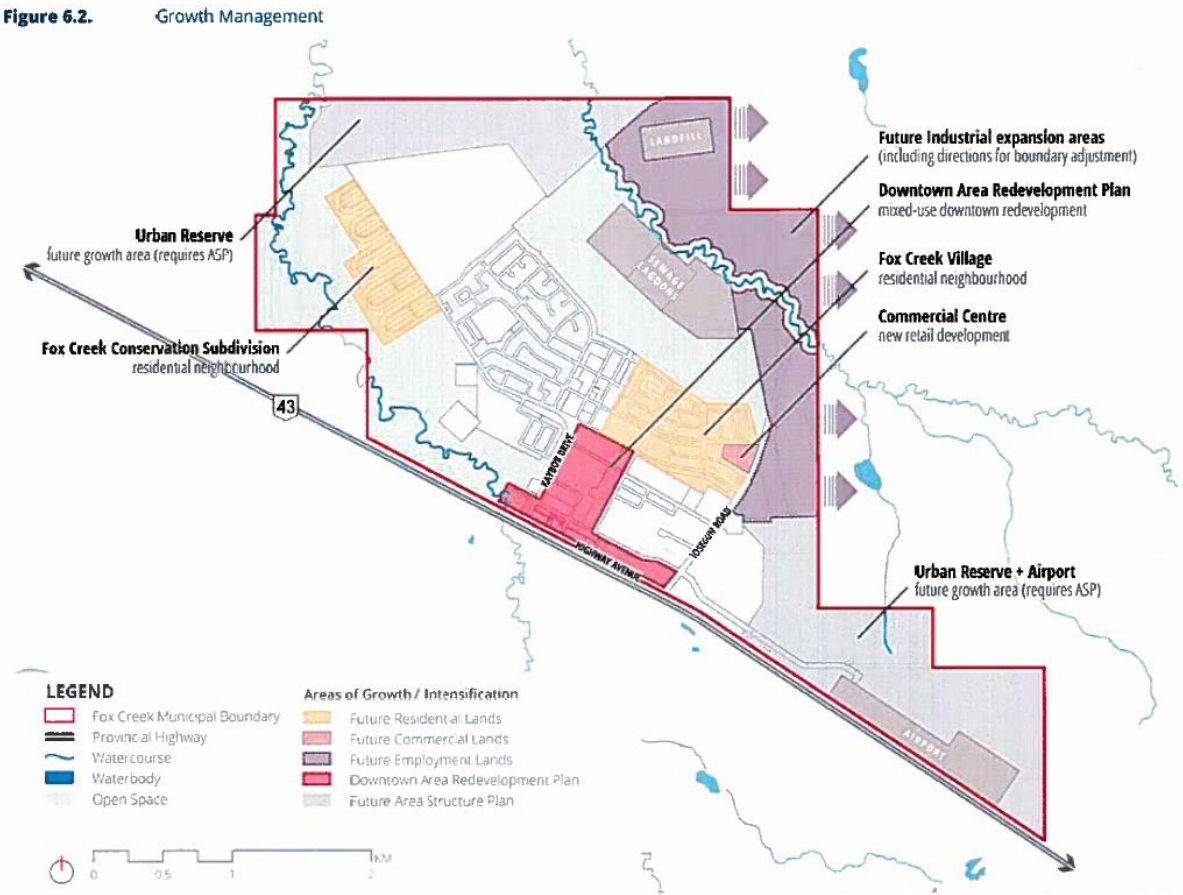 Figure 6.2. Growth Management
LANDFILL
Future Industrial expansion areas
(including directions for boundary adjustment)
Downtown Area Redevelopment Plan
mixed-use downtown redevelopment
Urban Reserve
future growth area (requires ASP)
SEWAGE
LAGOONS
Fox Creek Village
residential neighbourhood
Commercial Centre
new retail development
Fox Creek Conservation Subdivision
residential neighbourhood
43
KAYBOB DRIVE
IOSEGUN ROAD
HIGHWAY AVENUE
Urban Reserve + Airport
future growth area (requires ASP)
AIRPORT
LEGEND
Fox Creek Municipal Boundary
Provincial Highway
Watercourse
Waterbody
Open Space
Areas of Growth / Intensification
Future Residential Lands
Future Commercial Lands
Future Employment Lands
Downtown Area Redevelopment Plan
Future Area Structure Plan
KM
0 0.5 1 2